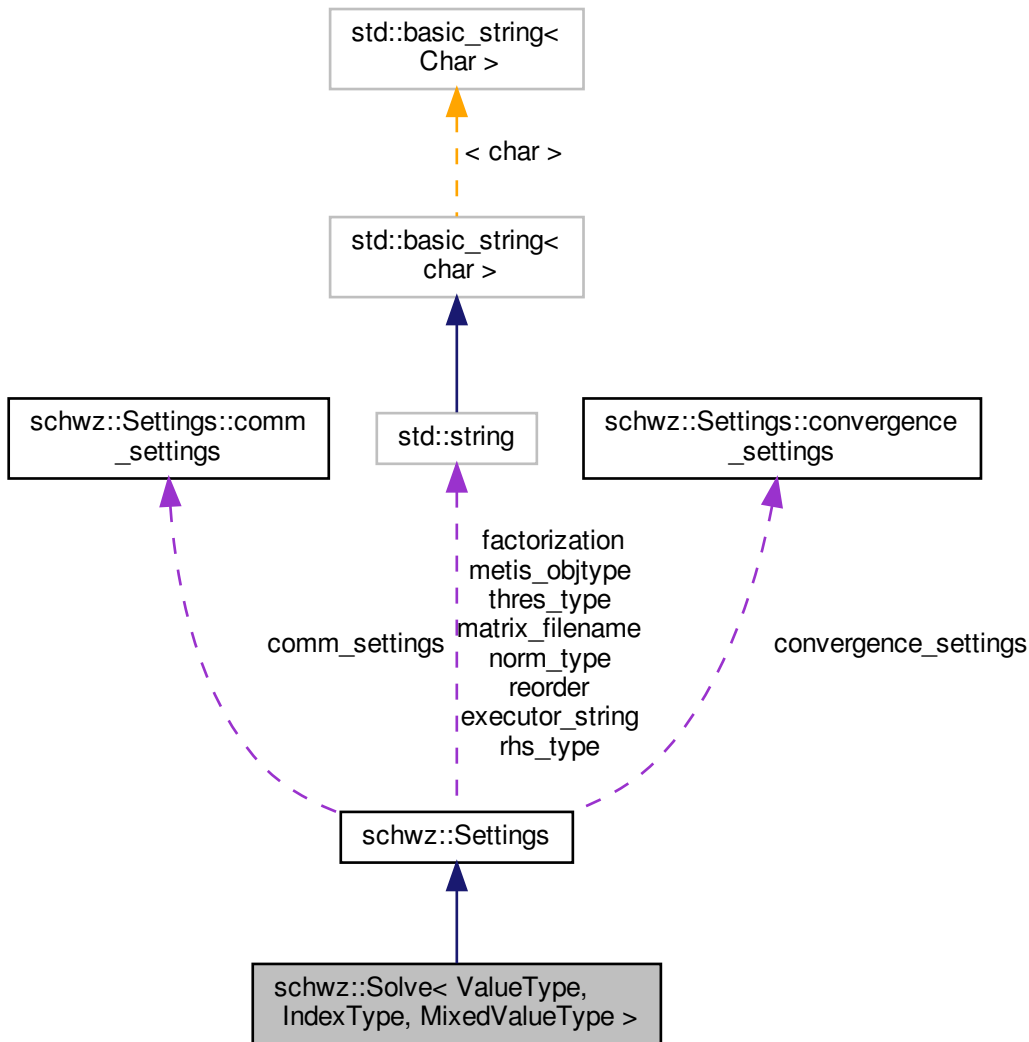 std::basic_string<
Char >
< char >
std::basic_string<
char >
schwz::Settings::comm
_settings
std::string
schwz::Settings::convergence
_settings
factorization
metis_objtype
thres_type
matrix_filename
norm_type
reorder
executor_string
rhs_type
comm_settings
convergence_settings
schwz::Settings
schwz::Solve< ValueType,
IndexType, MixedValueType >